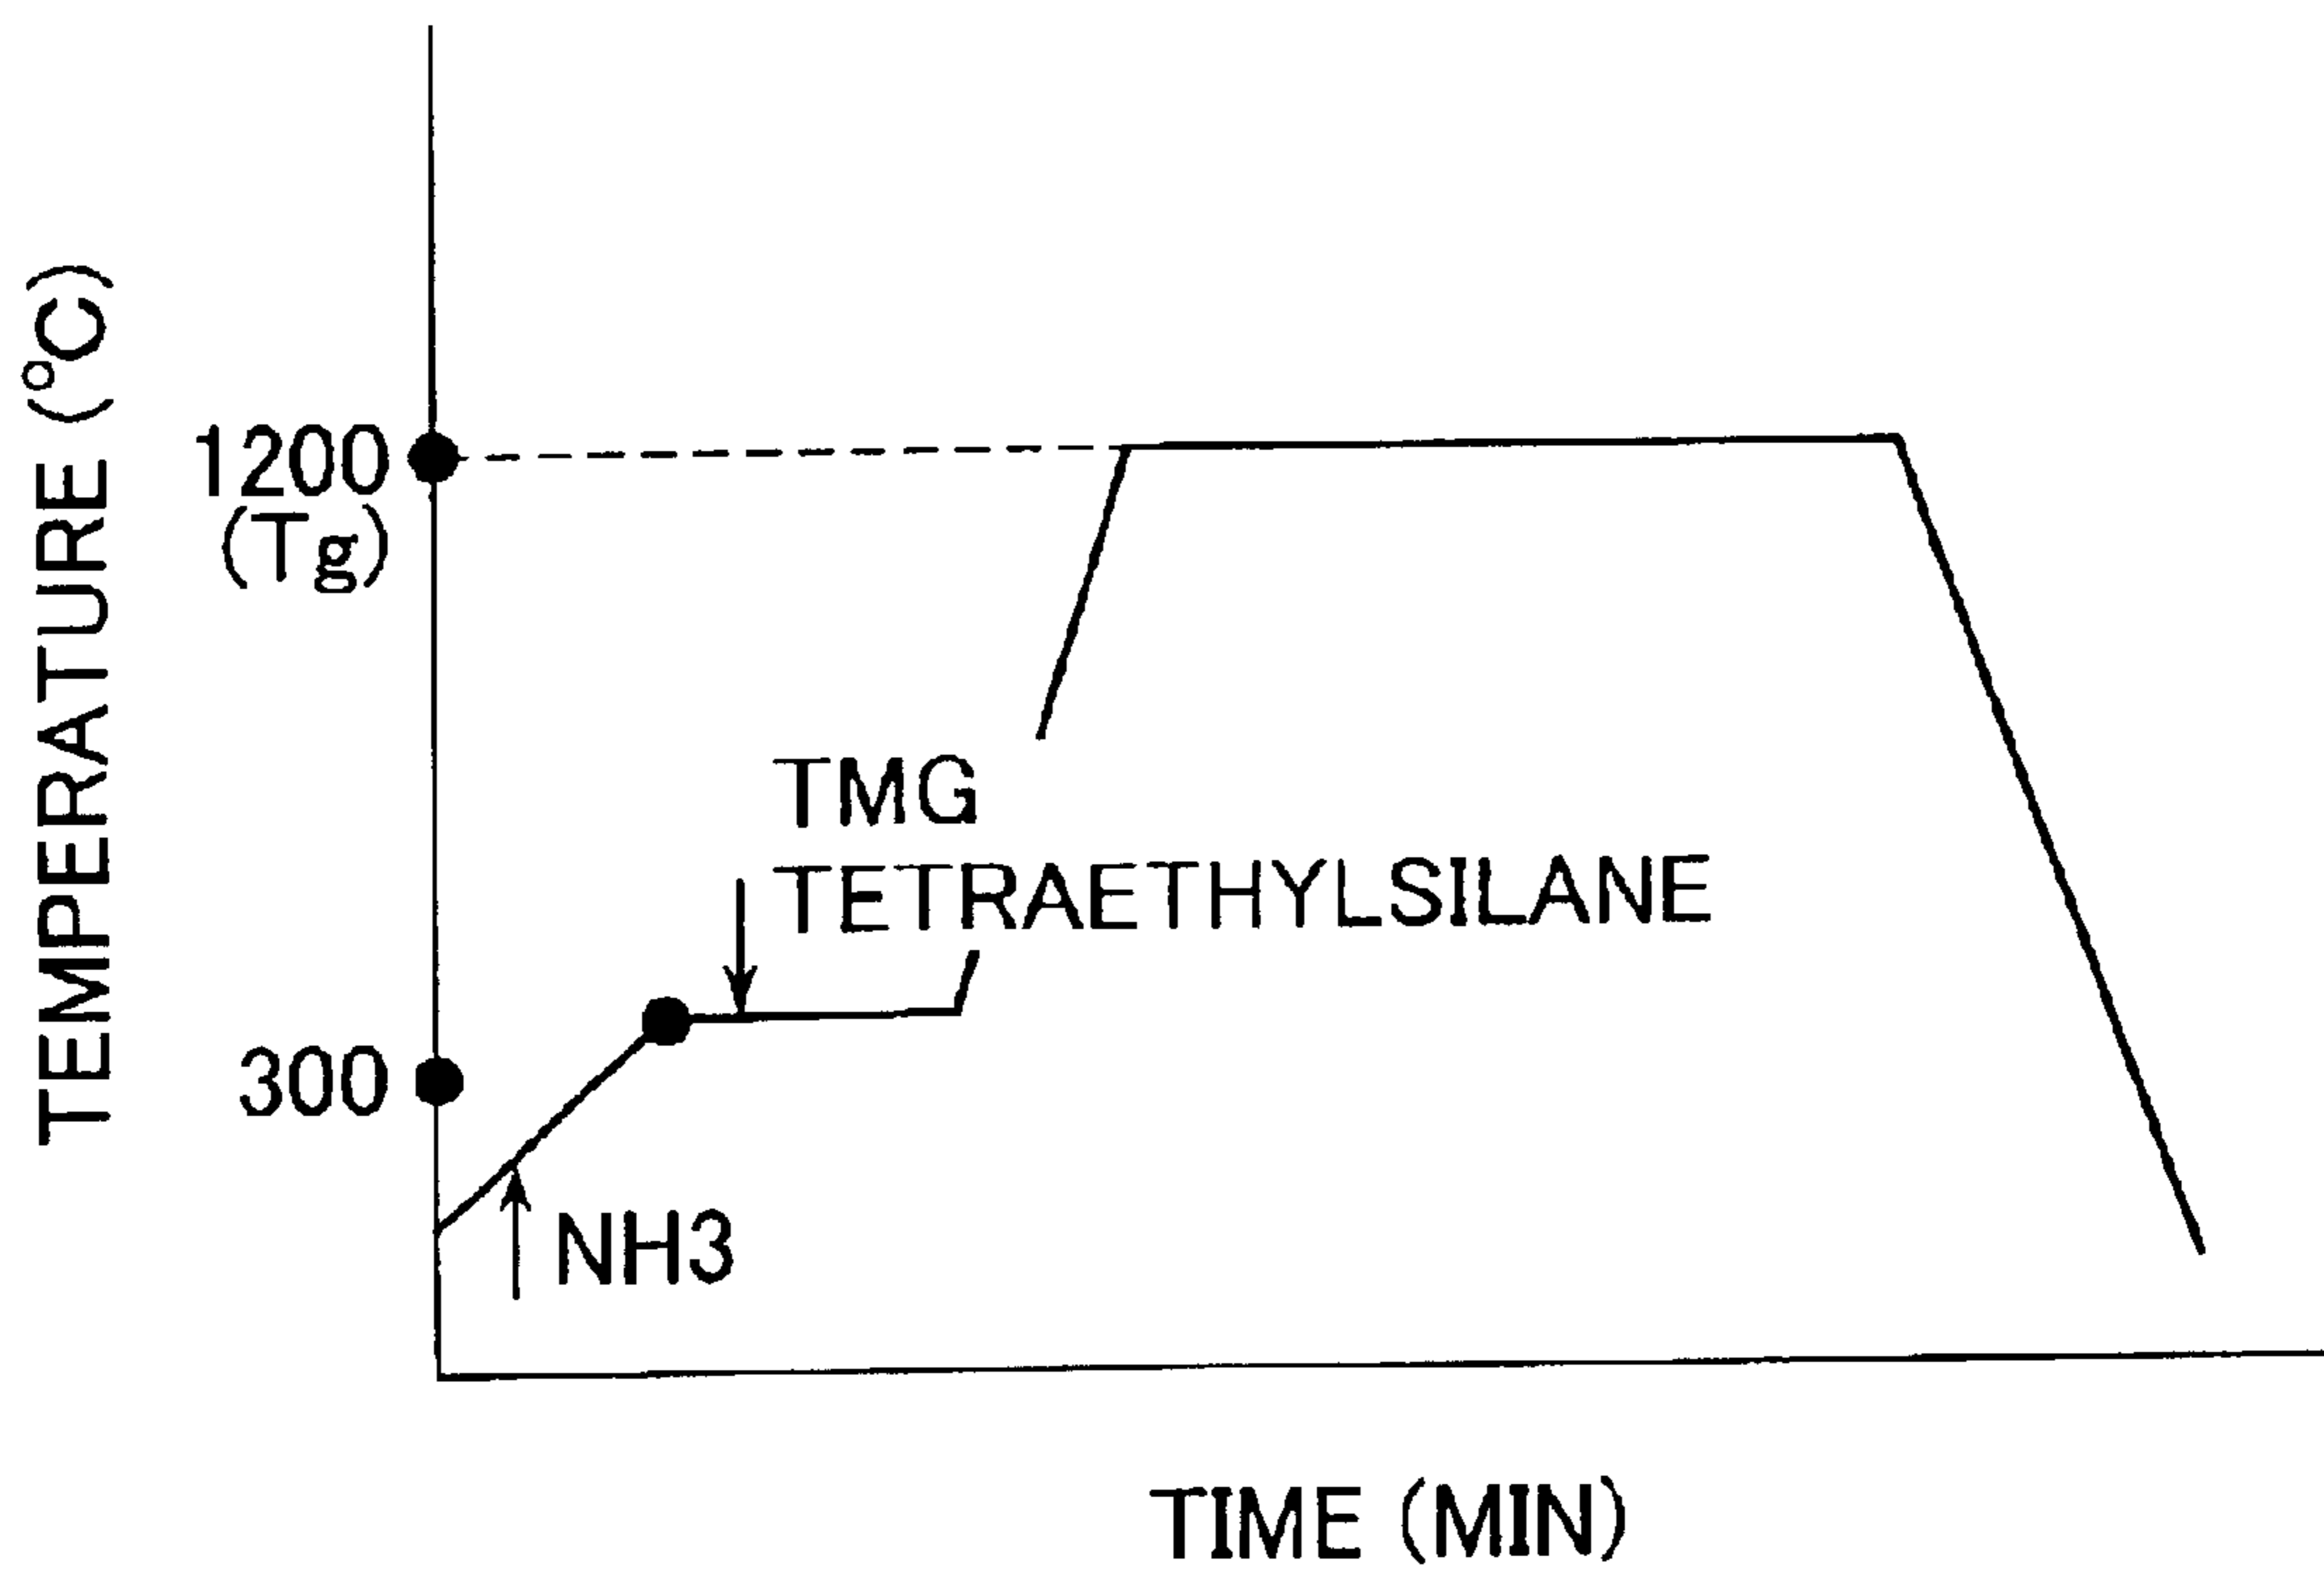 TEMPERATURE (°C)
1200
(Tg)
TMG
TETRAETHYLSILANE
300
NH3
TIME (MIN)